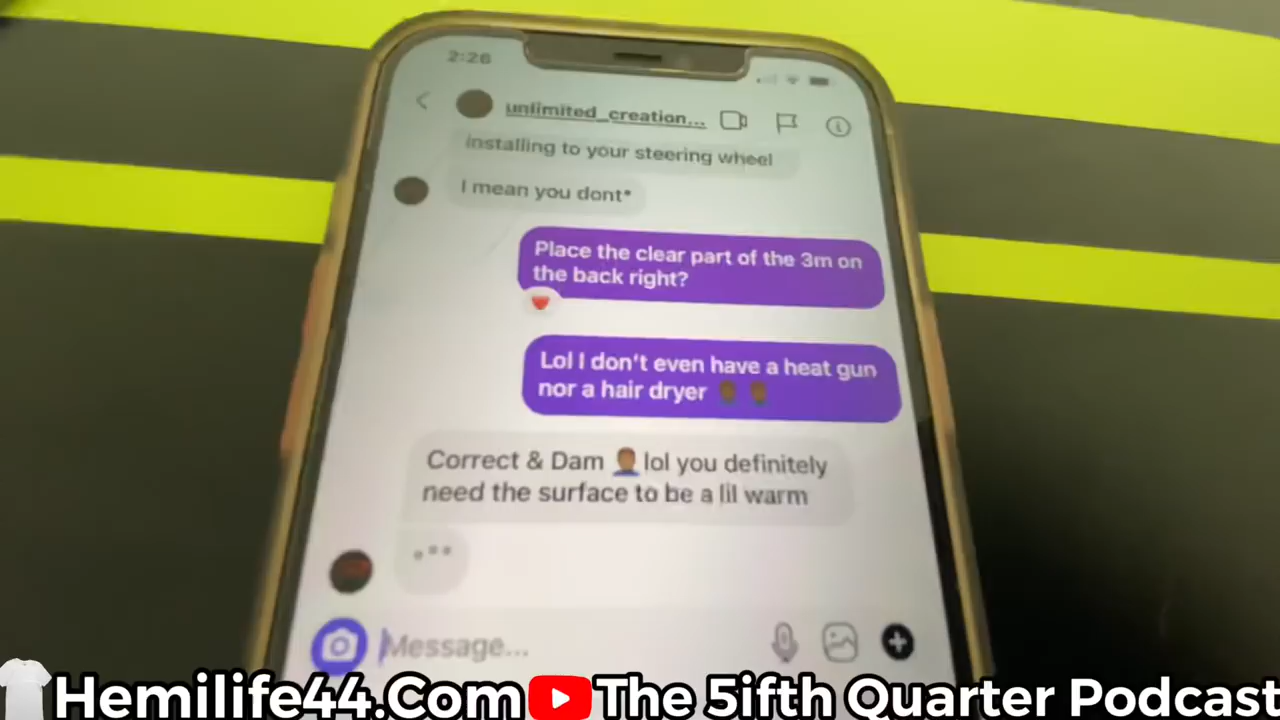 2:26
unlimited_creation...
installing to your steering wheel
I mean you dont*
Place the clear part of the 3m on
the back right?
Lol I don't even have a heat gun
nor a hair dryer
Correct & Dam lol you definitely
need the surface to be a lil warm
Message...
Hemilife44.Com The 5ifth Quarter Podcast